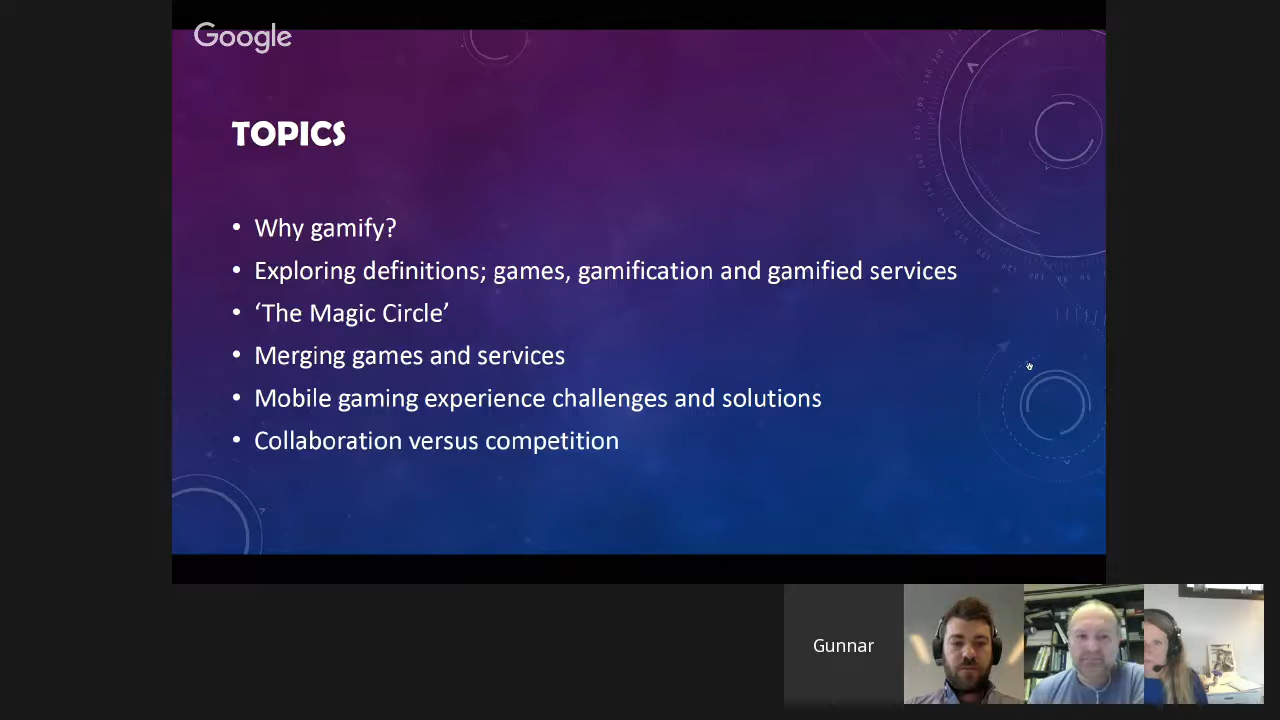 Google
TOPICS
• Why gamify?
• Exploring definitions; games, gamification and gamified services
• ‘The Magic Circle’
• Merging games and services
• Mobile gaming experience challenges and solutions
• Collaboration versus competition
Gunnar